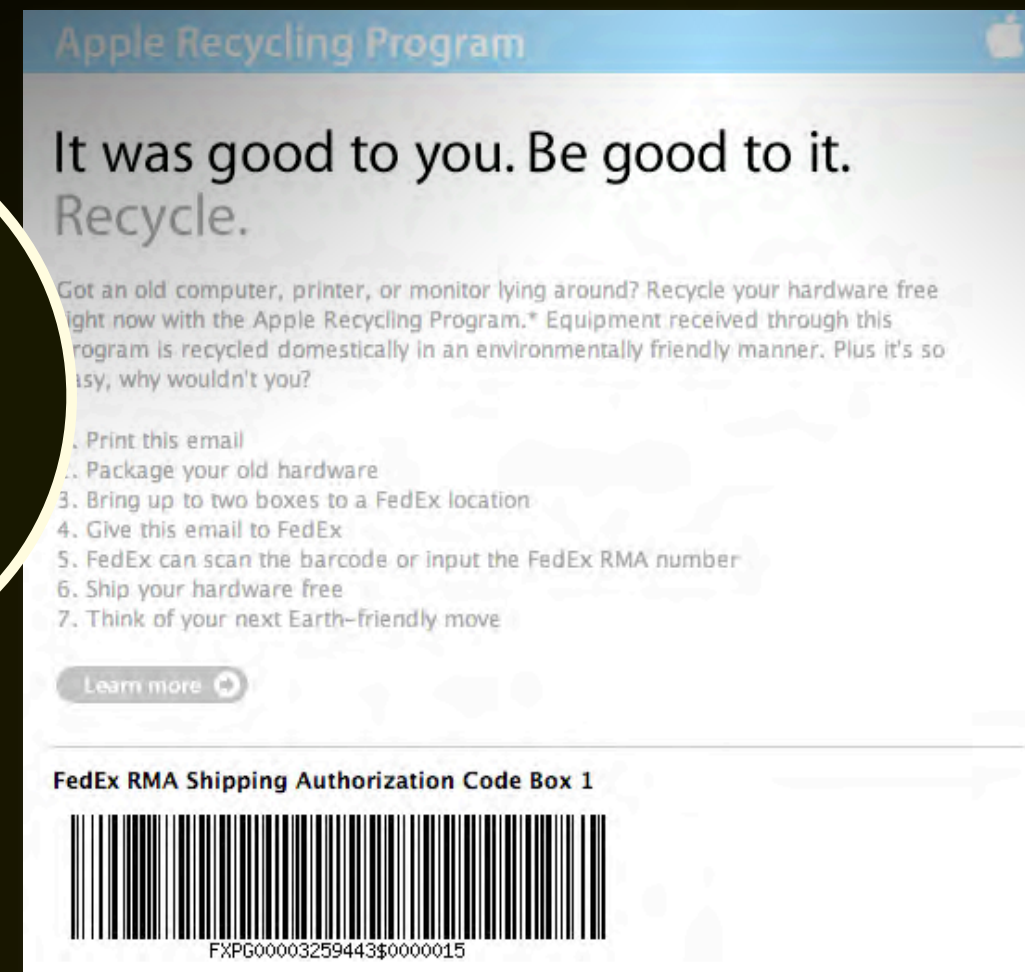 Apple Recycling Program
It was good to you. Be good to it.
Recycle.
Got an old computer, printer, or monitor lying around? Recycle your hardware free
ight now with the Apple Recycling Program.* Equipment received through this
rogram is recycled domestically in an environmentally friendly manner. Plus it's so
asy, why wouldn't you?
. Print this email
. Package your old hardware
3. Bring up to two boxes to a FedEx location
4. Give this email to FedEx
5. FedEx can scan the barcode or input the FedEx RMA number
6. Ship your hardware free
7. Think of your next Earth-friendly move
Learn more
FedEx RMA Shipping Authorization Code Box 1
FXPG00003259443$0000015